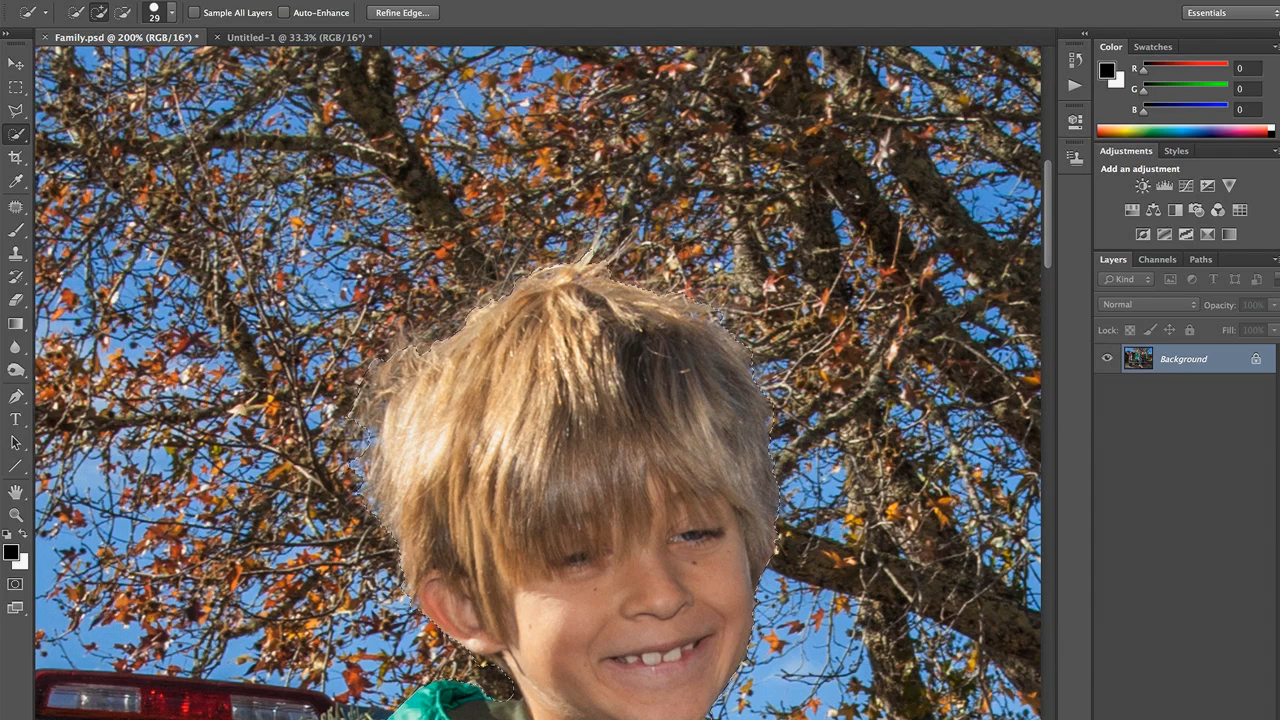 29
Sample All Layers
Auto-Enhance
Refine Edge...
Essentials
Family.psd @ 200% (RGB/16*) *
Untitled-1 @ 33.3% (RGB/16*) *
Color
Swatches
R
0
G
0
B
0
Adjustments
Styles
Add an adjustment
Layers
Channels
Paths
Kind
Normal
Opacity: 100%
Lock:
Fill: 100%
Background